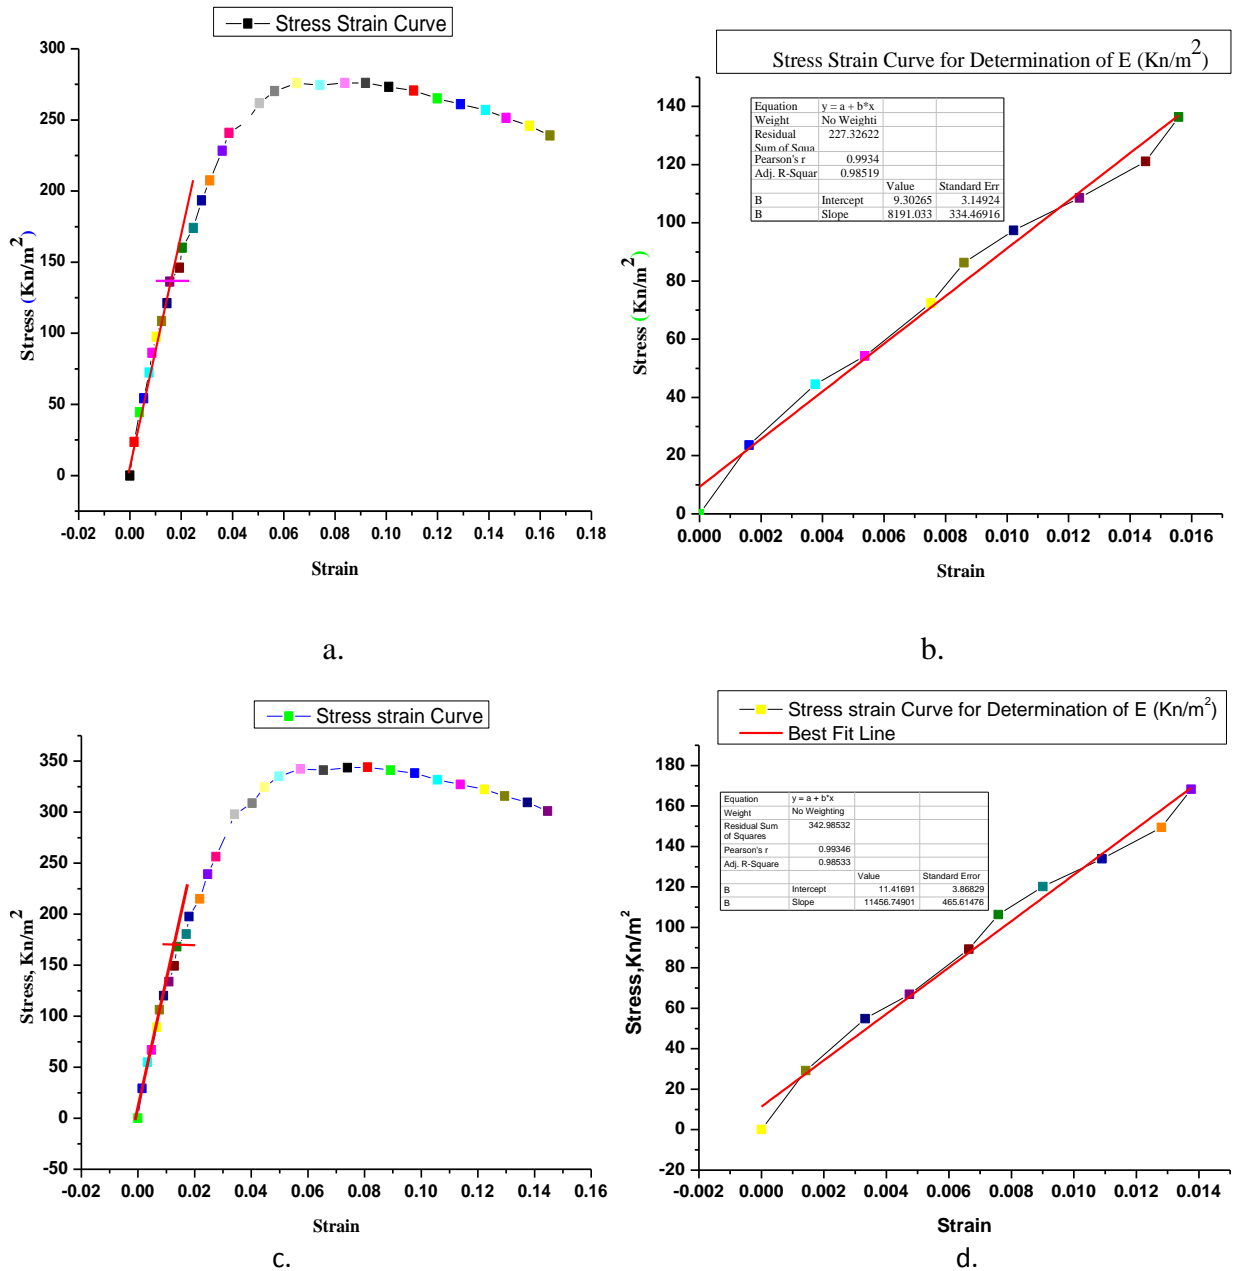 Stress Strain Curve
300
250
200
150
100
50
0
Stress (Kn/m2)
-0.02 0.00 0.02 0.04 0.06 0.08 0.10 0.12 0.14 0.16 0.18
Strain
a.
Stress Strain Curve for Determination of E (Kn/m2)
140
120
100
80
60
40
20
0
Stress (Kn/m2)
Equation y = a + b*x
Weight No Weighti
Residual 227.32622
Sum of Squa
Pearson's r 0.9934
Adj. R-Squar 0.98519
Value Standard Err
B Intercept 9.30265 3.14924
B Slope 8191.033 334.46916
0.000 0.002 0.004 0.006 0.008 0.010 0.012 0.014 0.016
Strain
b.
Stress strain Curve
350
300
250
200
150
100
50
0
-50
Stress, Kn/m2
-0.02 0.00 0.02 0.04 0.06 0.08 0.10 0.12 0.14 0.16
Strain
c.
Stress strain Curve for Determination of E (Kn/m2)
Best Fit Line
180
160
140
120
100
80
60
40
20
0
-20
Stress,Kn/m2
Equation y = a + b*x
Weight No Weighting
Residual Sum 342.98532
of Squares
Pearson's r 0.99346
Adj. R-Square 0.98533
Value Standard Error
B Intercept 11.41691 3.86829
B Slope 11456.74901 465.61476
-0.002 0.000 0.002 0.004 0.006 0.008 0.010 0.012 0.014
Strain
d.